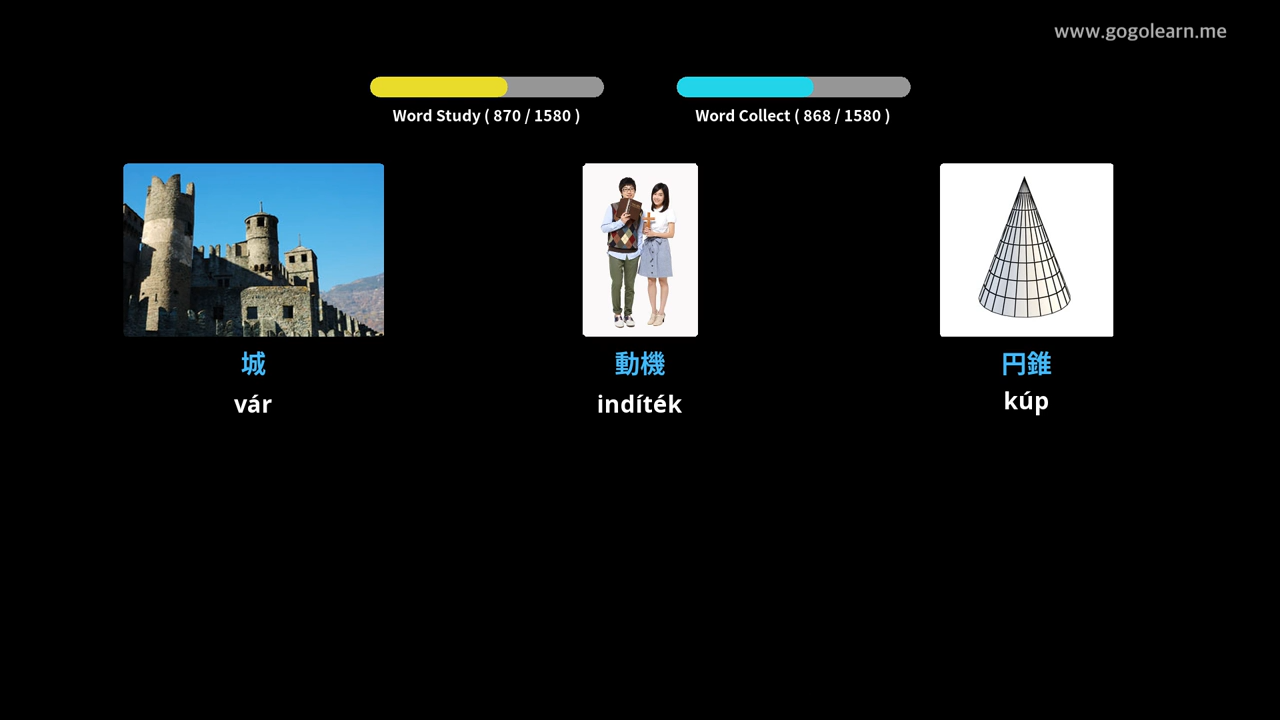 www.gogolearn.me
Word Study ( 870 / 1580 )
Word Collect ( 868 / 1580 )
城
vár
動機
indíték
円錐
kúp